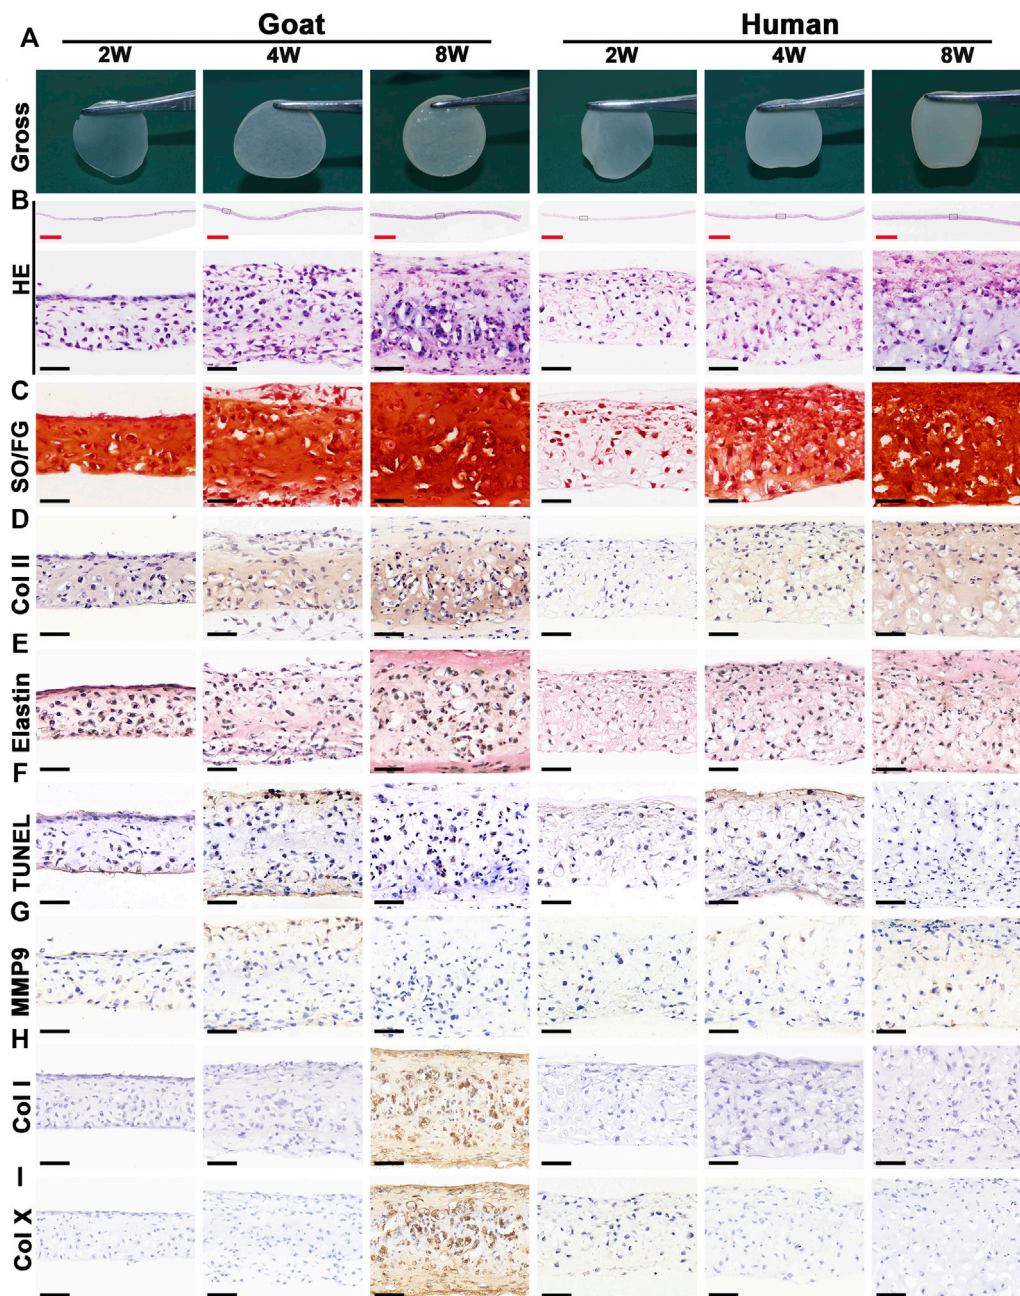 A
Goat
Human
2W
4W
8W
2W
4W
8W
Gross
B
HE
C
SO/FG
D
Col II
E
Elastin
F
TUNEL
G
MMP9
H
Col I
I
Col X